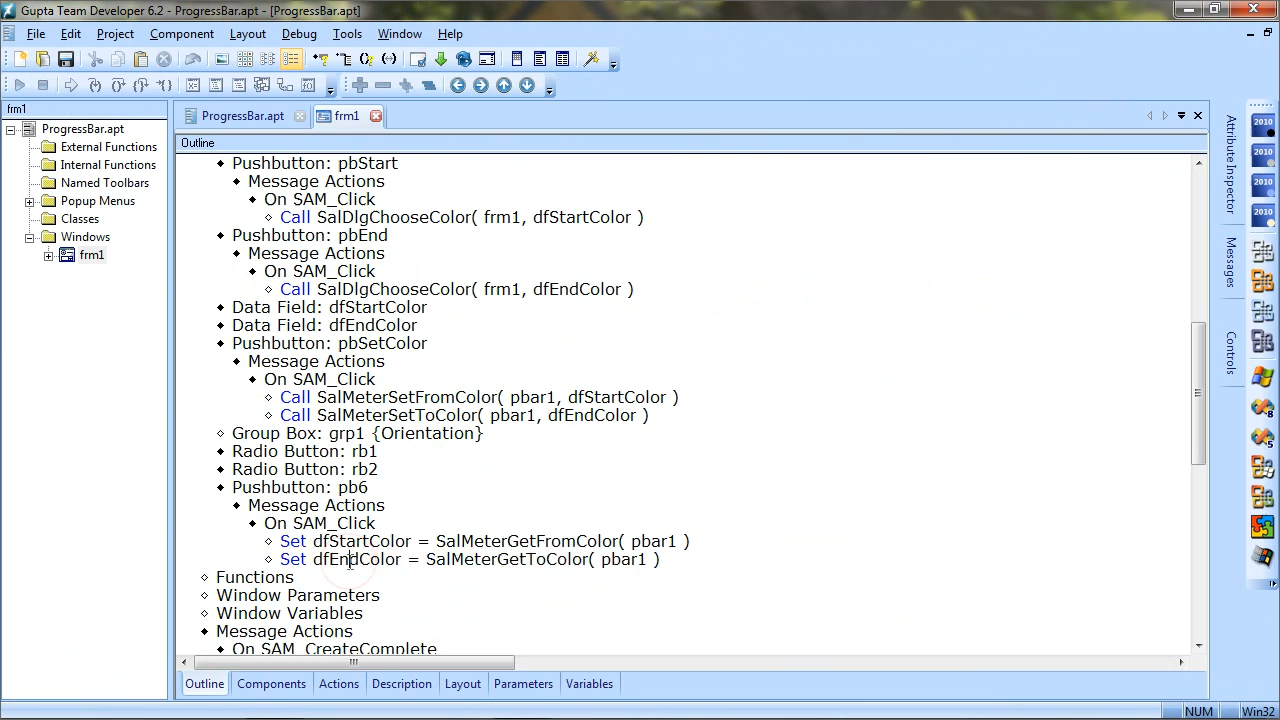 Gupta Team Developer 6.2 - ProgressBar.apt - [ProgressBar.apt]
File Edit Project Component Layout Debug Tools Window Help
frm1
ProgressBar.apt
External Functions
Internal Functions
Named Toolbars
Popup Menus
Classes
Windows
frm1
ProgressBar.apt frm1
Outline
Pushbutton: pbStart
Message Actions
On SAM_Click
Call SalDlgChooseColor( frm1, dfStartColor )
Pushbutton: pbEnd
Message Actions
On SAM_Click
Call SalDlgChooseColor( frm1, dfEndColor )
Data Field: dfStartColor
Data Field: dfEndColor
Pushbutton: pbSetColor
Message Actions
On SAM_Click
Call SalMeterSetFromColor( pbar1, dfStartColor )
Call SalMeterSetToColor( pbar1, dfEndColor )
Group Box: grp1 {Orientation}
Radio Button: rb1
Radio Button: rb2
Pushbutton: pb6
Message Actions
On SAM_Click
Set dfStartColor = SalMeterGetFromColor( pbar1 )
Set dfEndColor = SalMeterGetToColor( pbar1 )
Functions
Window Parameters
Window Variables
Message Actions
On SAM_CreateComplete
Outline Components Actions Description Layout Parameters Variables
Attribute Inspector
Messages
Controls
2010
2010
2010
2010
NUM Win32